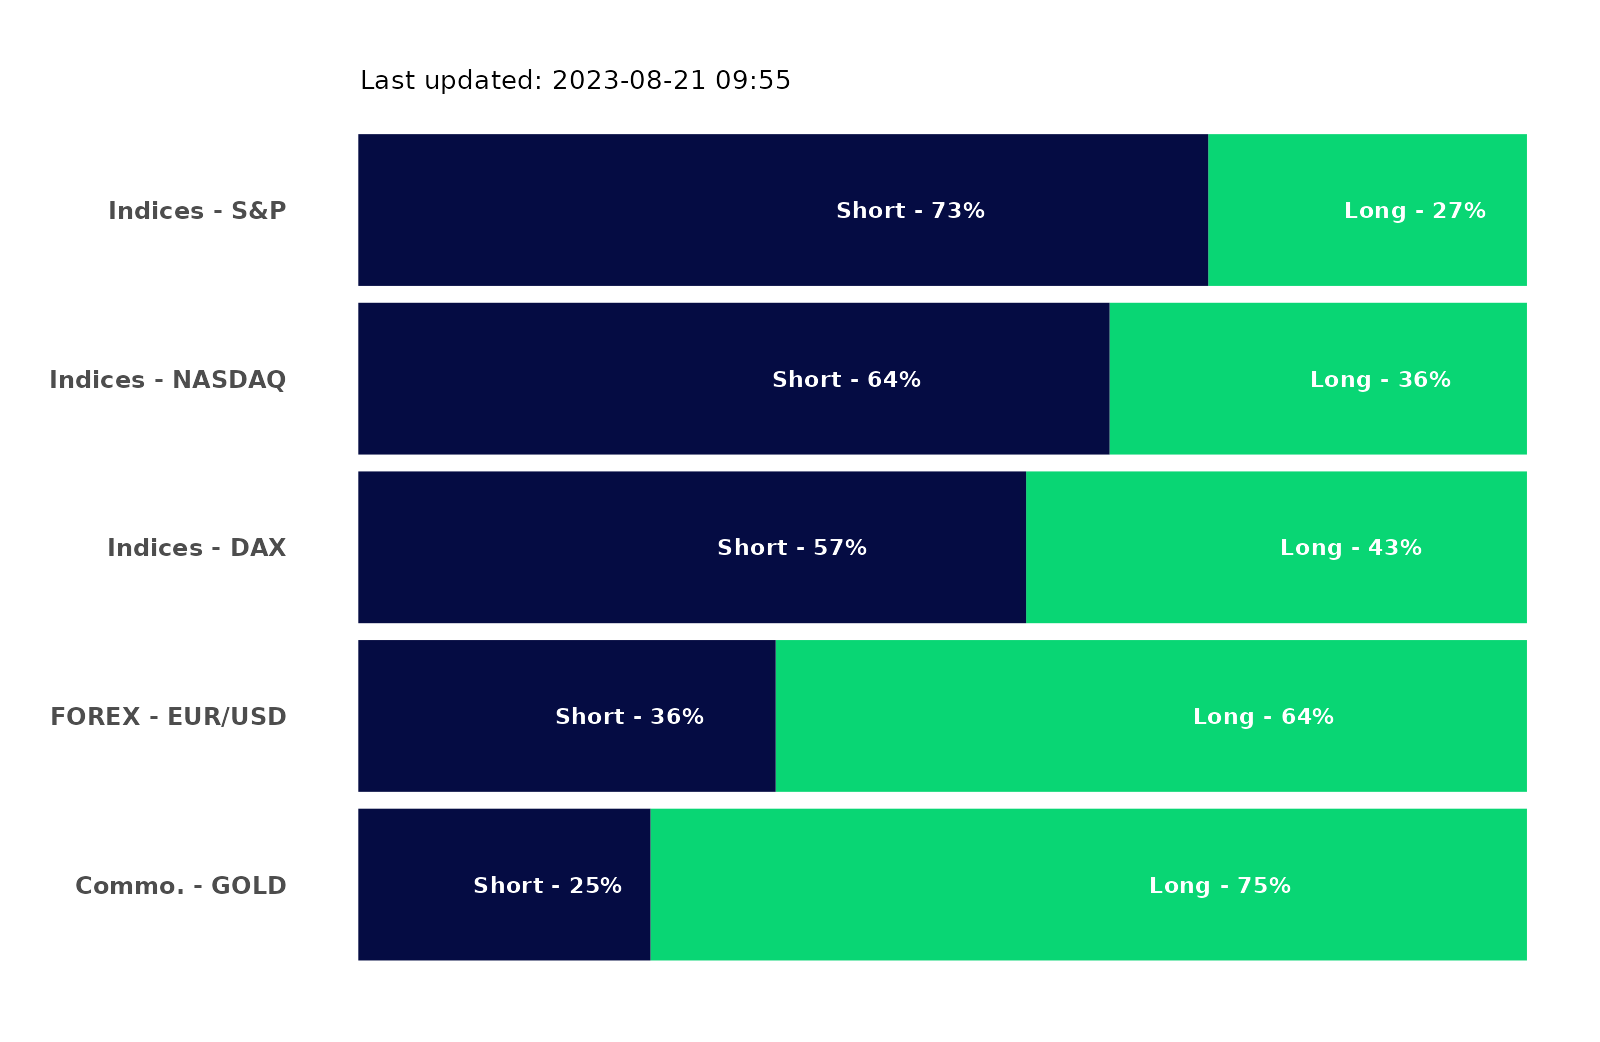 Last updated: 2023-08-21 09:55
Indices - S&P Short - 73% Long - 27%
Indices - NASDAQ Short - 64% Long - 36%
Indices - DAX Short - 57% Long - 43%
FOREX - EUR/USD Short - 36% Long - 64%
Commo. - GOLD Short - 25% Long - 75%